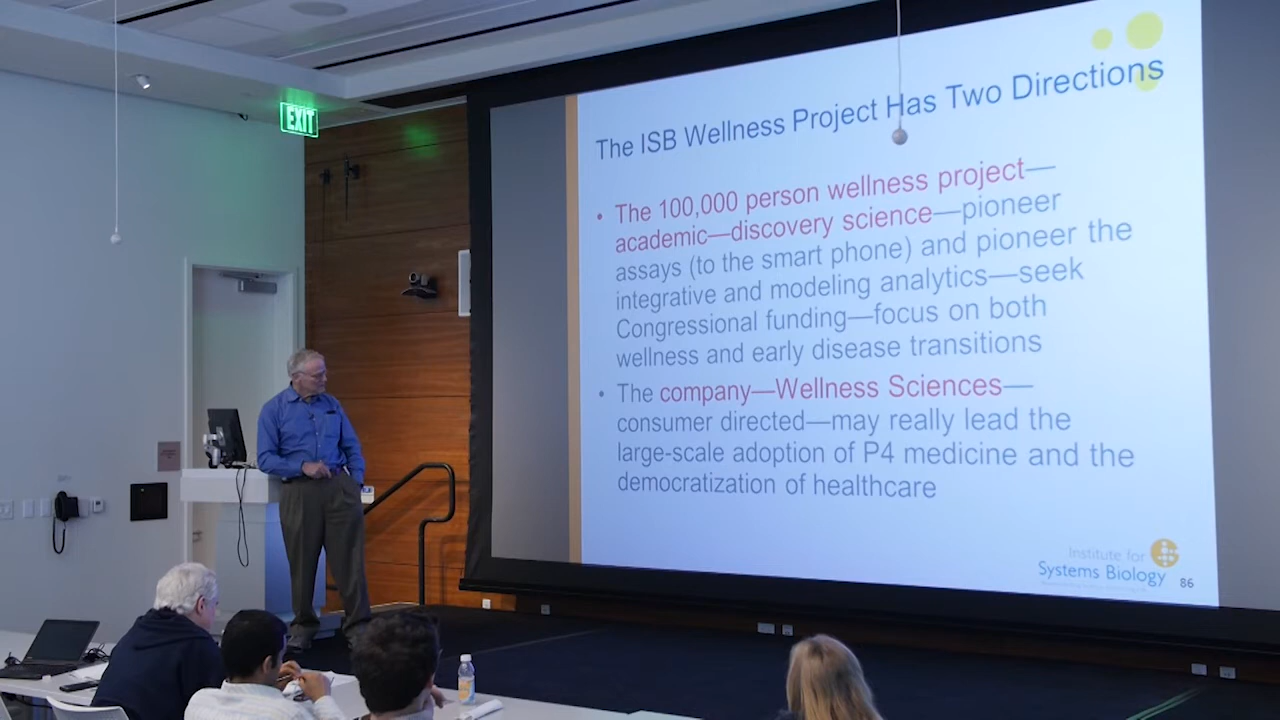 EXIT
The ISB Wellness Project Has Two Directions
• The 100,000 person wellness project—
academic—discovery science—pioneer
assays (to the smart phone) and pioneer the
integrative and modeling analytics—seek
Congressional funding—focus on both
wellness and early disease transitions
• The company—Wellness Sciences—
consumer directed—may really lead the
large-scale adoption of P4 medicine and the
democratization of healthcare
Institute for
Systems Biology
86